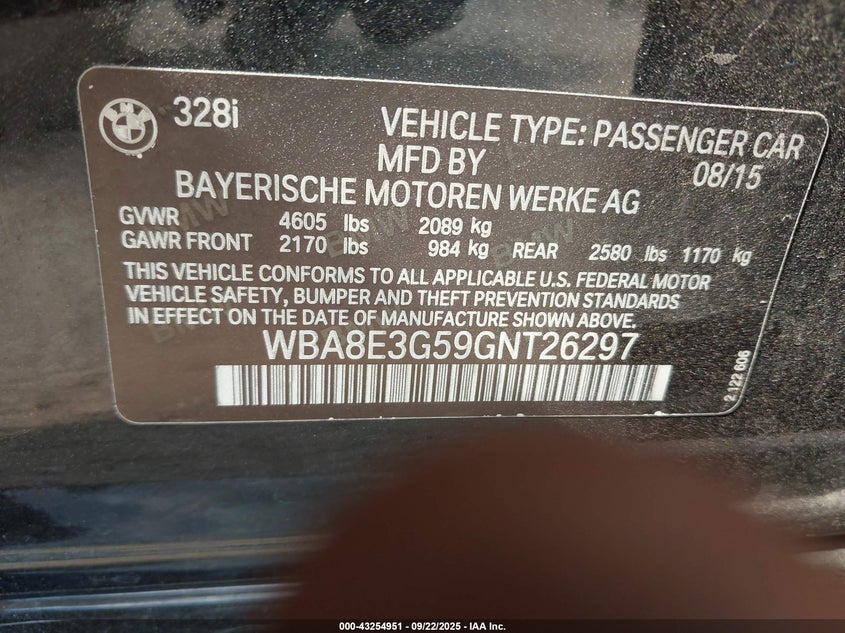 328i
VEHICLE TYPE: PASSENGER CAR
MFD BY
08/15
BAYERISCHE MOTOREN WERKE AG
GVWR 4605 lbs 2089 kg
GAWR FRONT 2170 lbs 984 kg REAR 2580 lbs 1170 kg
THIS VEHICLE CONFORMS TO ALL APPLICABLE U.S. FEDERAL MOTOR
VEHICLE SAFETY, BUMPER AND THEFT PREVENTION STANDARDS
IN EFFECT ON THE DATE OF MANUFACTURE SHOWN ABOVE.
WBA8E3G59GNT26297
2 122 606
000-43254951 - 09/22/2025 - IAA Inc.